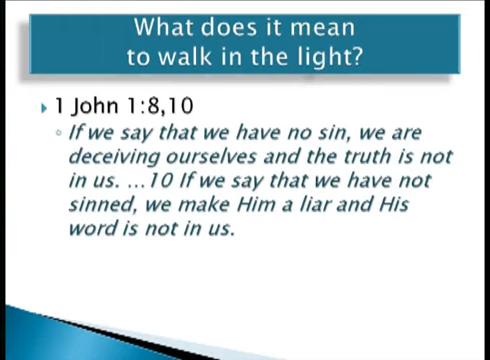 What does it mean
to walk in the light?
1 John 1:8,10
If we say that we have no sin, we are
deceiving ourselves and the truth is not
in us. ...10 If we say that we have not
sinned, we make Him a liar and His
word is not in us.